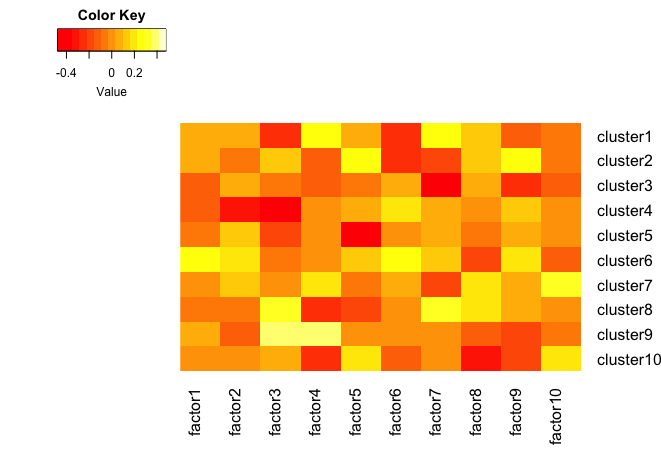 Color Key
-0.4 0 0.2
Value
cluster1
cluster2
cluster3
cluster4
cluster5
cluster6
cluster7
cluster8
cluster9
cluster10
factor1
factor2
factor3
factor4
factor5
factor6
factor7
factor8
factor9
factor10